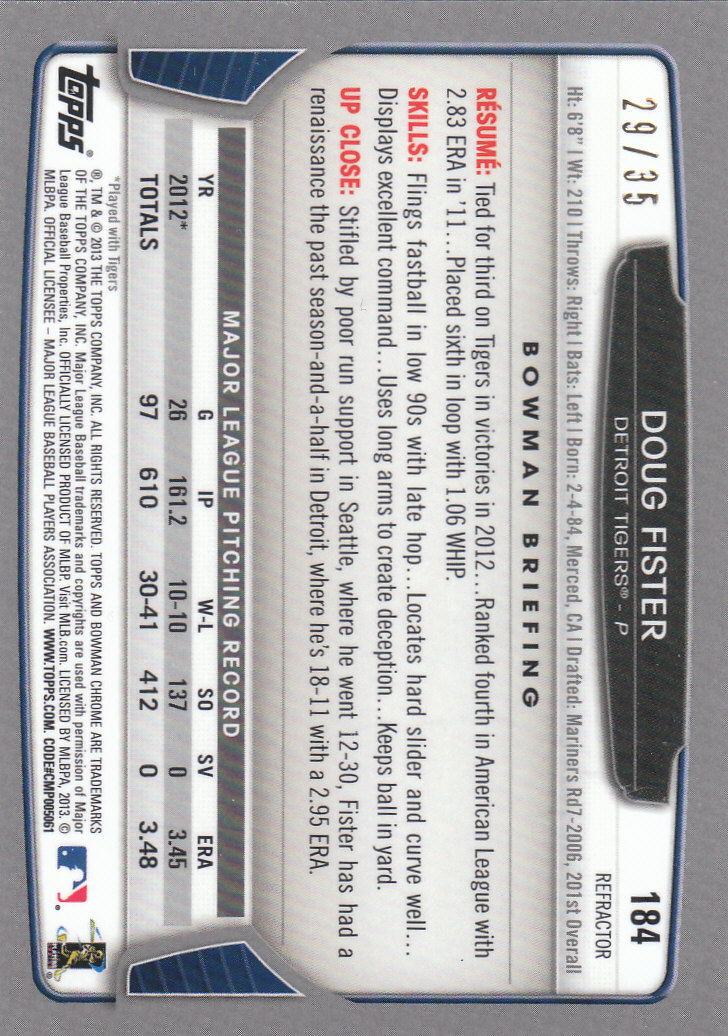 29/35
DOUG FISTER
DETROIT TIGERS® - P
184
REFRACTOR
Ht: 6'8" | Wt: 210 | Throws: Right | Bats: Left | Born: 2-4-84, Merced, CA | Drafted: Mariners Rd7-2006, 201st Overall
BOWMAN BRIEFING
RÉSUMÉ: Tied for third on Tigers in victories in 2012...Ranked fourth in American League with
2.83 ERA in '11...Placed sixth in loop with 1.06 WHIP.
SKILLS: Flings fastball in low 90s with late hop...Locates hard slider and curve well...
Displays excellent command...Uses long arms to create deception...Keeps ball in yard.
UP CLOSE: Stifled by poor run support in Seattle, where he went 12-30, Fister has had a
renaissance the past season-and-a-half in Detroit, where he's 18-11 with a 2.95 ERA.
MAJOR LEAGUE PITCHING RECORD
YR G IP W-L SO SV ERA
2012* 26 161.2 10-10 137 0 3.45
TOTALS 97 610 30-41 412 0 3.48
*Played with Tigers
topps®
®, TM & © 2013 THE TOPPS COMPANY, INC. ALL RIGHTS RESERVED. TOPPS AND BOWMAN CHROME ARE TRADEMARKS
OF THE TOPPS COMPANY, INC. Major League Baseball trademarks and copyrights are used with permission of Major
League Baseball Properties, Inc. OFFICIALLY LICENSED PRODUCT OF MLBP. Visit MLB.com. LICENSED BY MLBPA, 2013. ©
MLBPA. OFFICIAL LICENSEE – MAJOR LEAGUE BASEBALL PLAYERS ASSOCIATION. WWW.TOPPS.COM. CODE#CMP005061